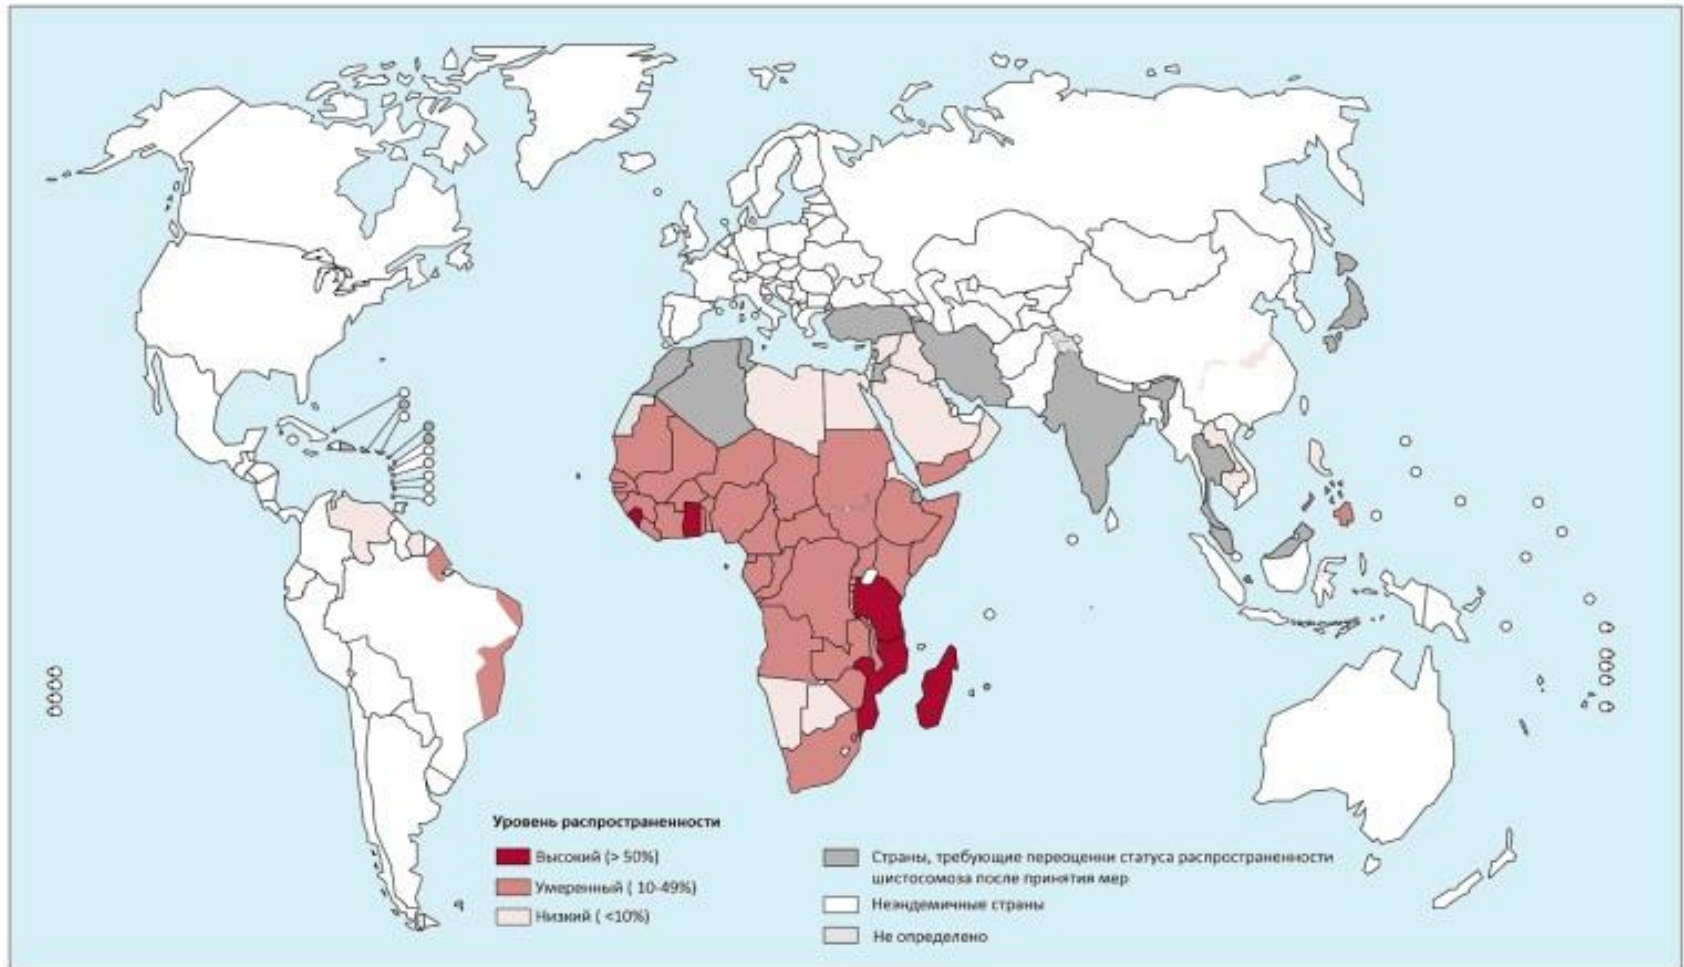 Уровень распространенности
Высокий (> 50%)
Умеренный ( 10-49%)
Низкий ( <10%)
Страны, требующие переоценки статуса распространенности
шистосомоза после принятия мер
Неэндемичные страны
Не определено